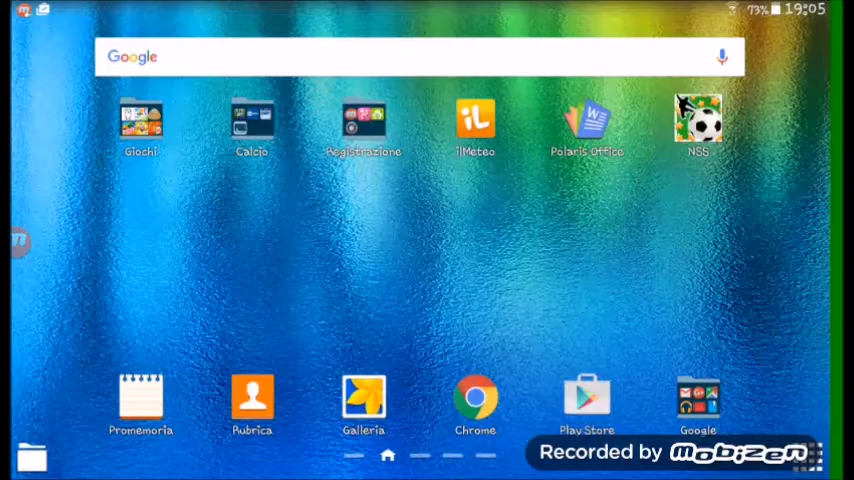 73% 19:05
Google
Giochi Calcio Registrazione ilMeteo Polaris Office NSS
Promemoria Rubrica Galleria Chrome Play Store Google
Recorded by mobizen